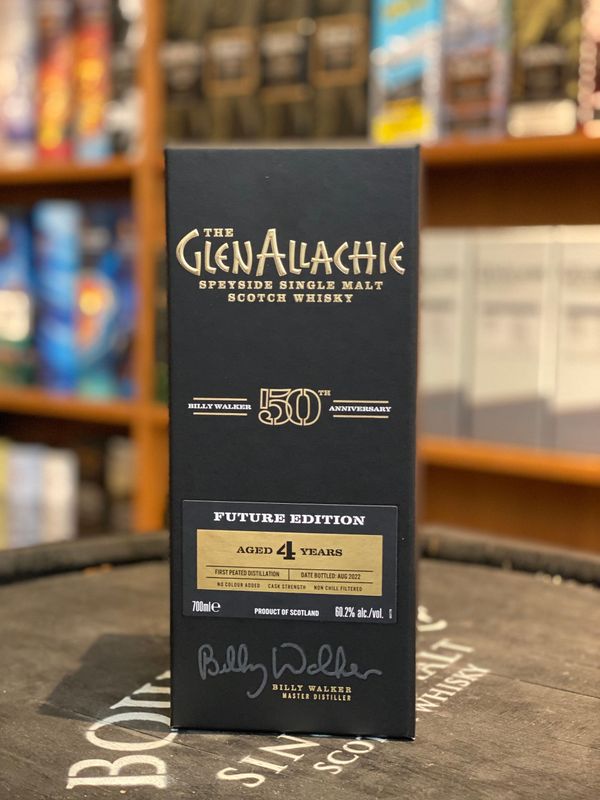 THE
GLENALLACHIE
SPEYSIDE SINGLE MALT
SCOTCH WHISKY
BILLY WALKER 50TH ANNIVERSARY
FUTURE EDITION
AGED 4 YEARS
FIRST PEATED DISTILLATION DATE BOTTLED: AUG 2022
NO COLOUR ADDED CASK STRENGTH NON CHILL FILTERED
700ml℮ PRODUCT OF SCOTLAND 60.2% alc./vol.
Billy Walker
BILLY WALKER
MASTER DISTILLER